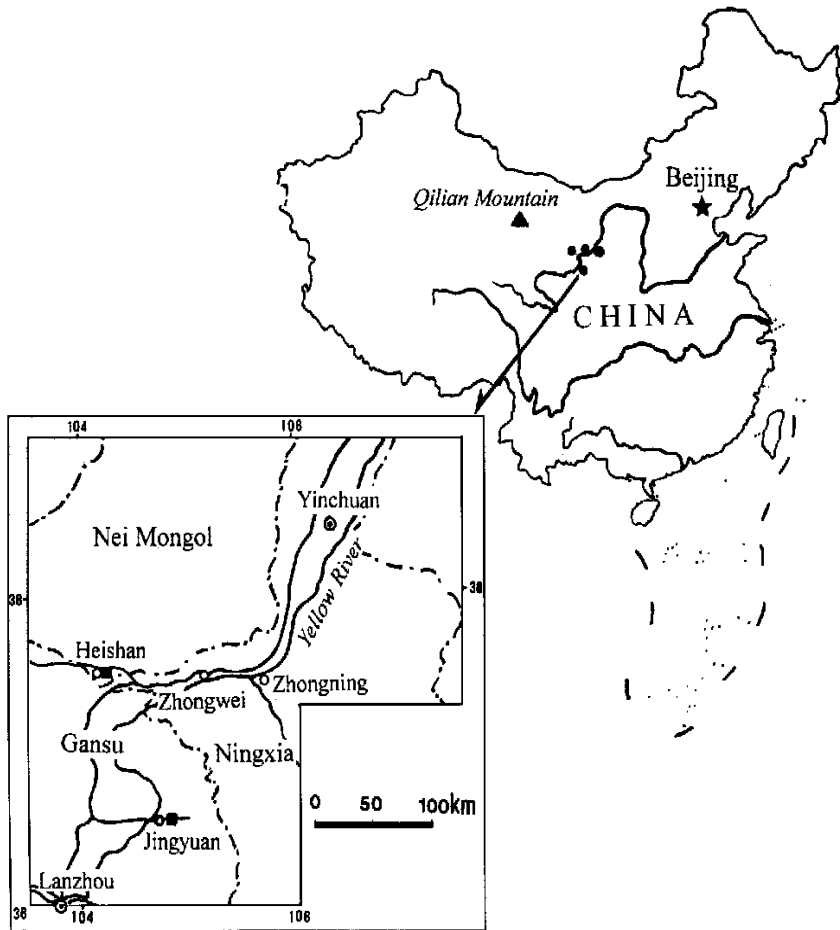 Beijing
Qilian Mountain
CHINA
104
106
Yinchuan
Nei Mongol
38
38
Yellow River
Heishan
Zhongwei
Zhongning
Gansu
Ningxia
0 50 100km
Jingyuan
Lanzhou
36
104
106